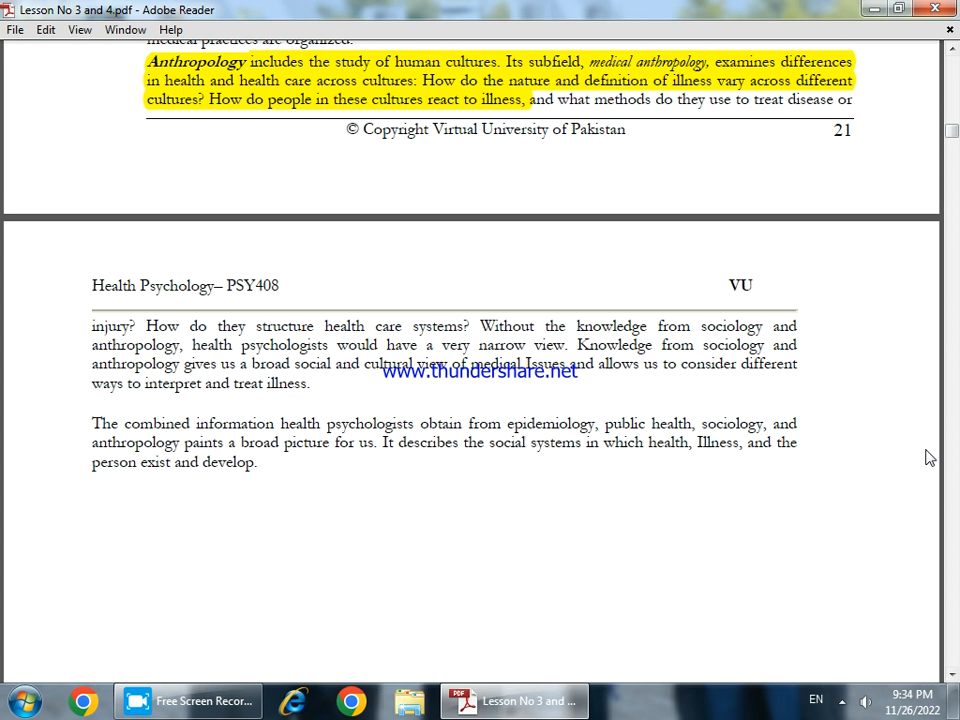 Lesson No 3 and 4.pdf - Adobe Reader
File Edit View Window Help
medical practices are organized.
Anthropology includes the study of human cultures. Its subfield, medical anthropology, examines differences
in health and health care across cultures: How do the nature and definition of illness vary across different
cultures? How do people in these cultures react to illness, and what methods do they use to treat disease or
© Copyright Virtual University of Pakistan 21
Health Psychology– PSY408 VU
injury? How do they structure health care systems? Without the knowledge from sociology and
anthropology, health psychologists would have a very narrow view. Knowledge from sociology and
anthropology gives us a broad social and cultural view of medical Issues and allows us to consider different
www.thundershare.net
ways to interpret and treat illness.
The combined information health psychologists obtain from epidemiology, public health, sociology, and
anthropology paints a broad picture for us. It describes the social systems in which health, Illness, and the
person exist and develop.
Free Screen Recor... PDF Lesson No 3 and ... EN 9:34 PM
11/26/2022